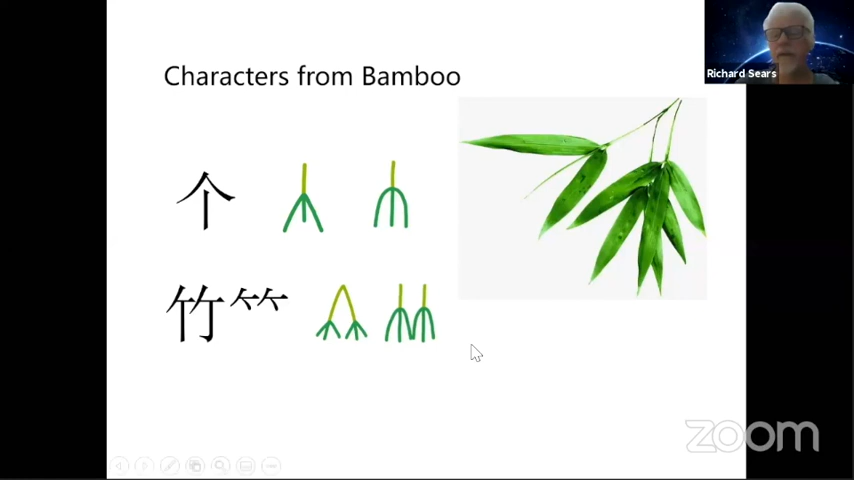 Richard Sears
Characters from Bamboo
个
竹⺮
zoom